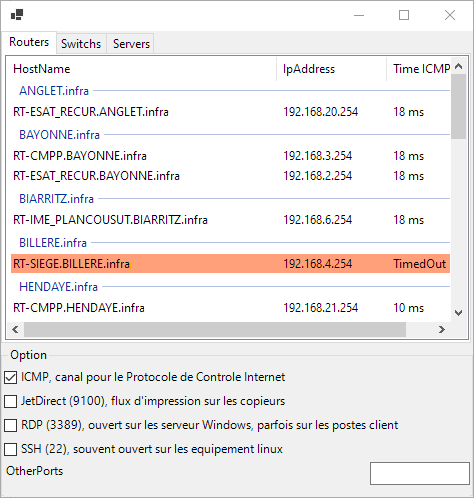 Routers Switchs Servers
HostName IpAddress Time ICMP
ANGLET.infra
RT-ESAT_RECUR.ANGLET.infra 192.168.20.254 18 ms
BAYONNE.infra
RT-CMPP.BAYONNE.infra 192.168.3.254 18 ms
RT-ESAT_RECUR.BAYONNE.infra 192.168.2.254 18 ms
BIARRITZ.infra
RT-IME_PLANCOUSUT.BIARRITZ.infra 192.168.6.254 18 ms
BILLERE.infra
RT-SIEGE.BILLERE.infra 192.168.4.254 TimedOut
HENDAYE.infra
RT-CMPP.HENDAYE.infra 192.168.21.254 10 ms
Option
ICMP, canal pour le Protocole de Controle Internet
JetDirect (9100), flux d'impression sur les copieurs
RDP (3389), ouvert sur les serveur Windows, parfois sur les postes client
SSH (22), souvent ouvert sur les equipement linux
OtherPorts